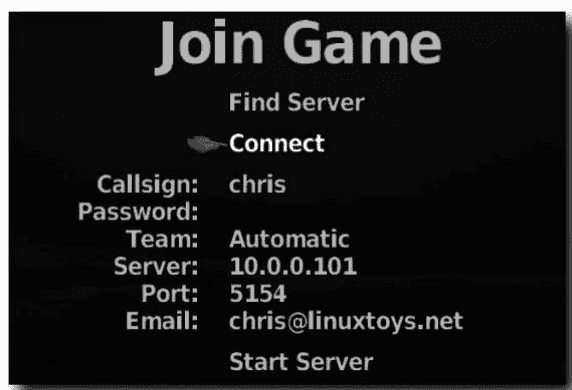 Join Game
Find Server
Connect
Callsign: chris
Password:
Team: Automatic
Server: 10.0.0.101
Port: 5154
Email: chris@linuxtoys.net
Start Server